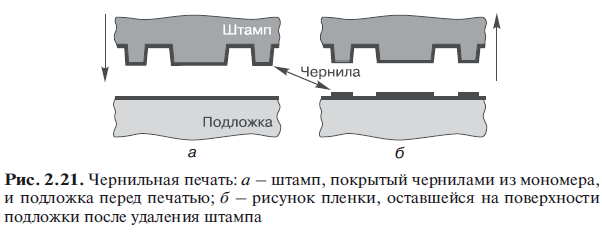 Штамп
Чернила
Подложка
а
б
Рис. 2.21. Чернильная печать: а — штамп, покрытый чернилами из мономера,
и подложка перед печатью; б — рисунок пленки, оставшейся на поверхности
подложки после удаления штампа